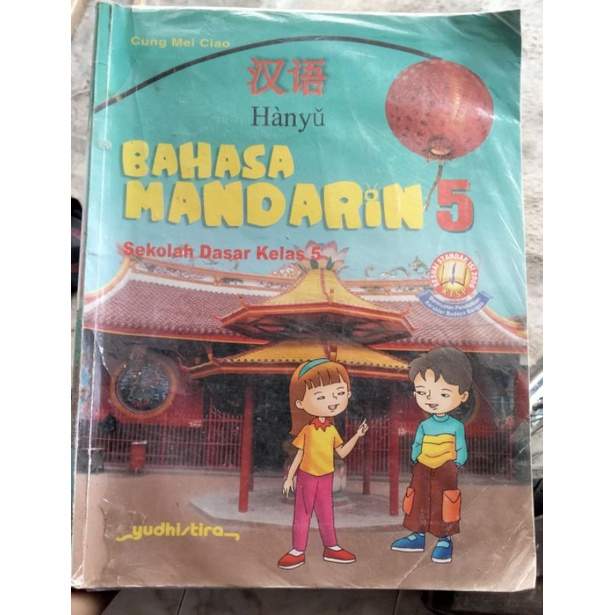 Cung Mei Ciao
汉语
Hànyǔ
BAHASA
MANDARIN 5
Sekolah Dasar Kelas 5
yudhistira